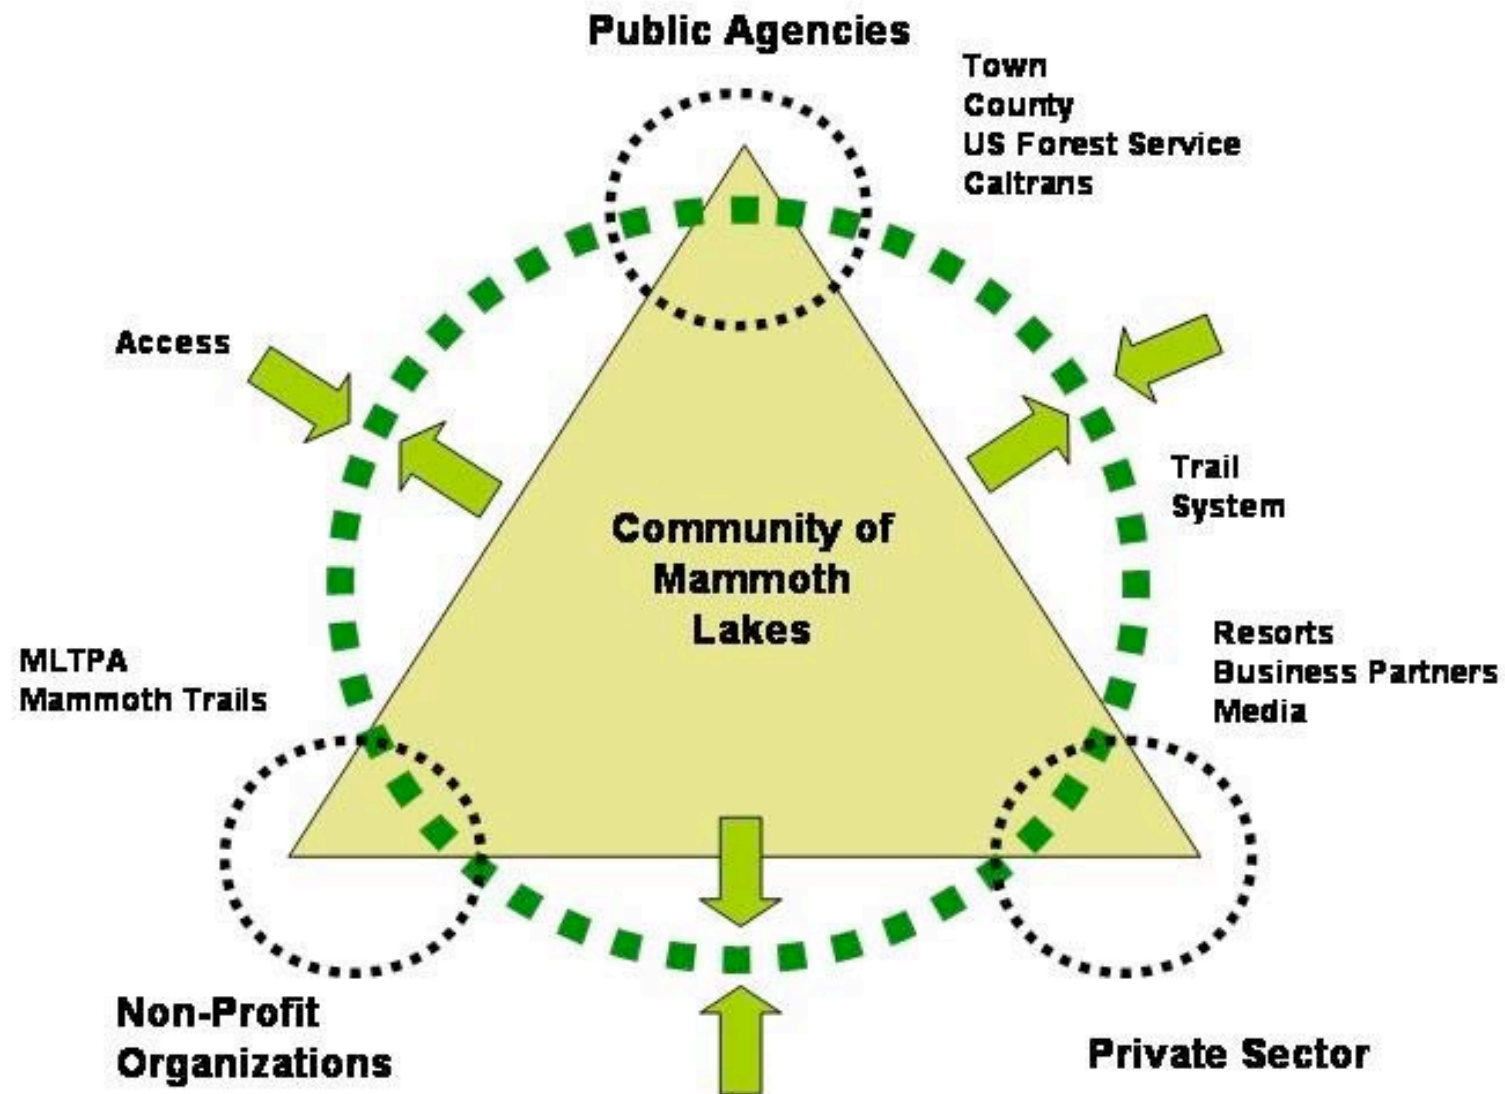 Public Agencies
Town
County
US Forest Service
Caltrans
Access
Trail
System
Community of
Mammoth
Lakes
MLTPA
Mammoth Trails
Resorts
Business Partners
Media
Non-Profit
Organizations
Private Sector